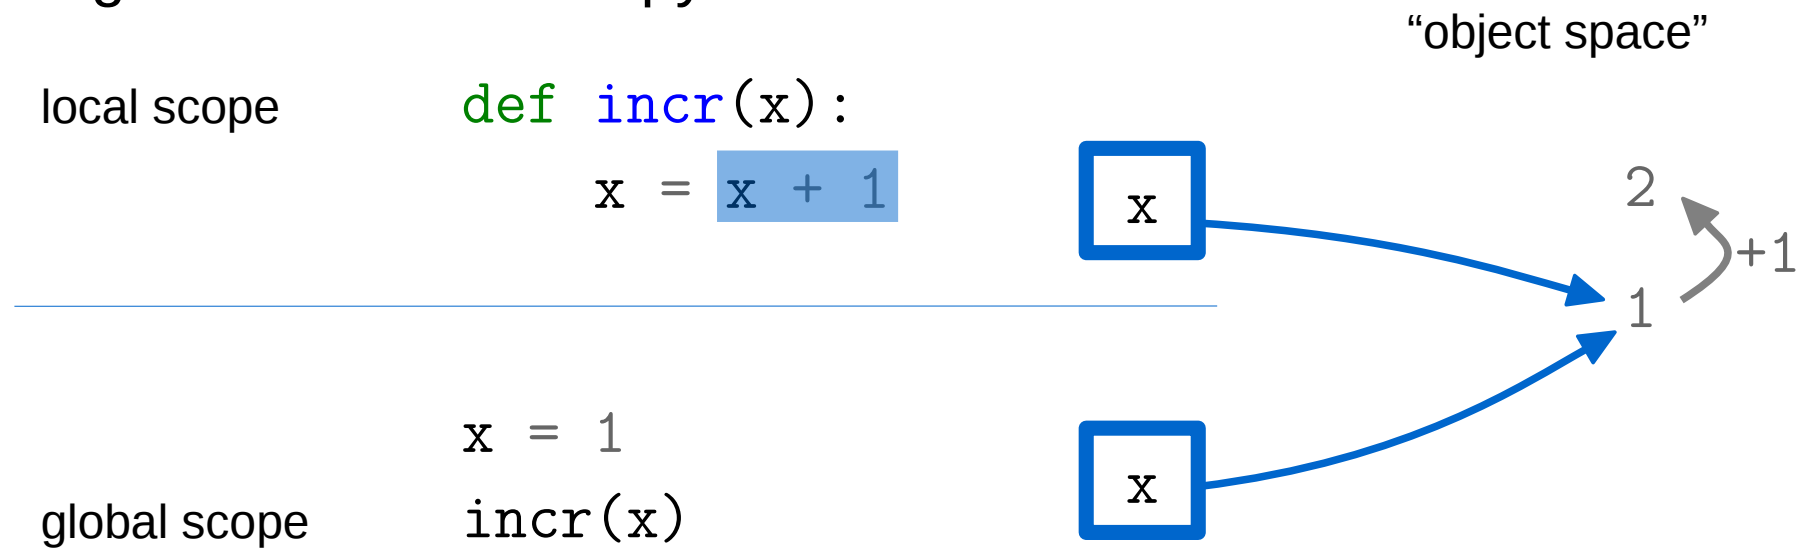 “object space”
local scope
def incr(x):
x = x + 1
x
2
+1
1
x = 1
x
global scope
incr(x)